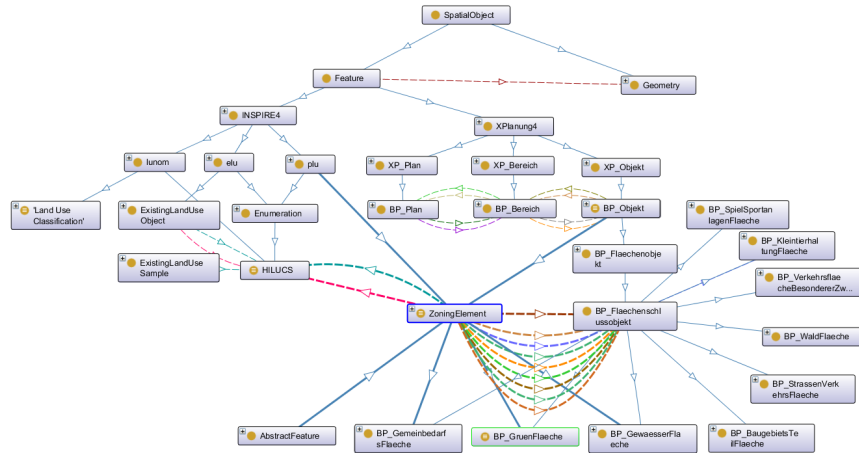 SpatialObject
Feature
Geometry
INSPIRE4
XPlanung4
lunom
elu
plu
XP_Plan
XP_Bereich
XP_Objekt
'Land Use
Classification'
ExistingLandUse
Object
Enumeration
BP_Plan
BP_Bereich
BP_Objekt
BP_SpielSportan
lagenFlaeche
BP_Kleintierhal
tungFlaeche
ExistingLandUse
Sample
HILUCS
BP_Flaechenobje
kt
BP_Verkehrsflae
cheBesondererZw...
ZoningElement
BP_Flaechenschl
ussobjekt
BP_WaldFlaeche
BP_StrassenVerk
ehrsFlaeche
AbstractFeature
BP_Gemeinbedarf
sFlaeche
BP_GruenFlaeche
BP_GewaesserFla
eche
BP_BaugebietsTe
ilFlaeche